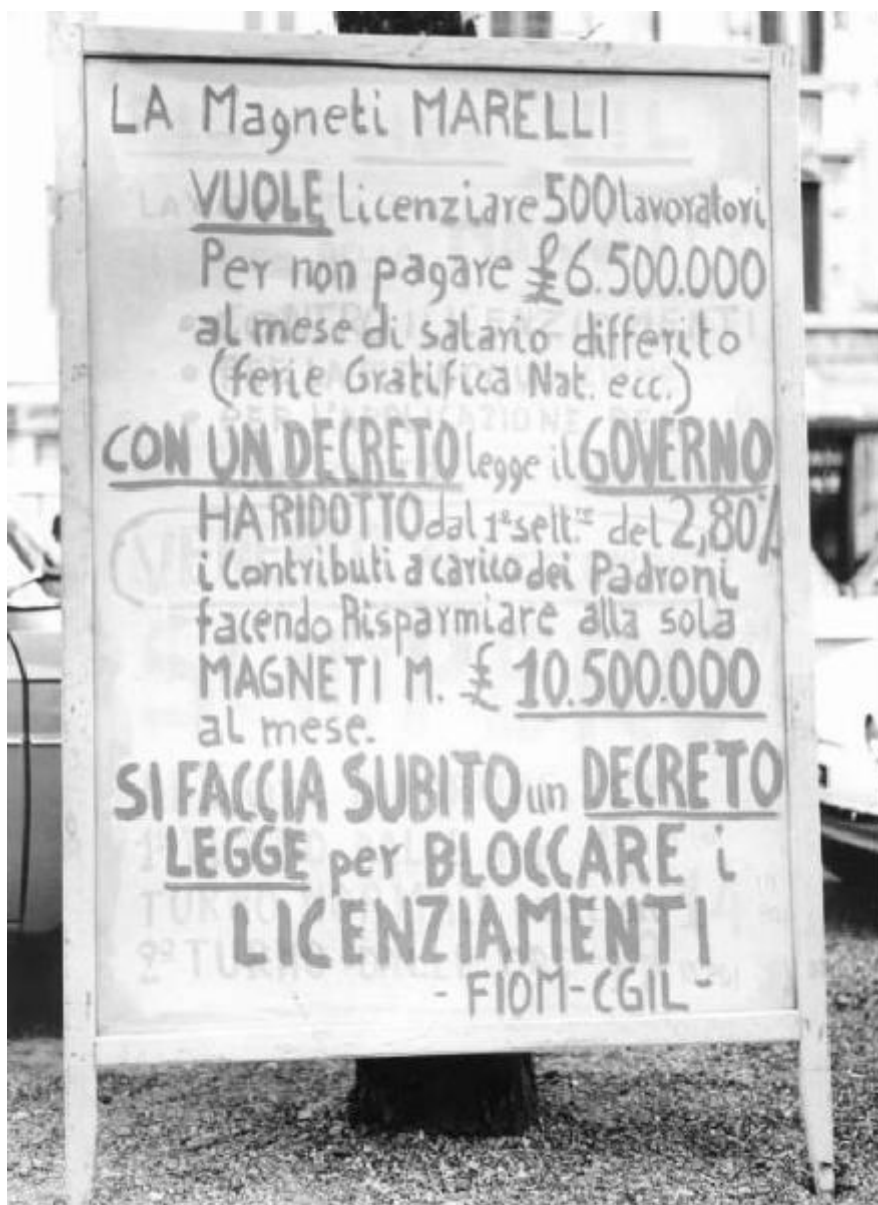 LA Magneti MARELLI
VUOLE Licenziare 500 lavoratori
Per non pagare £ 6.500.000
al mese di salario differito
(ferie Gratifica Nat. ecc.)
CON UN DECRETO legge il GOVERNO
HA RIDOTTO dal 1° sett.re del 2,80%
i Contributi a carico dei Padroni
facendo Risparmiare alla sola
MAGNETI M. £ 10.500.000
al mese.
SI FACCIA SUBITO un DECRETO
LEGGE per BLOCCARE i
LICENZIAMENTI
- FIOM-CGIL -